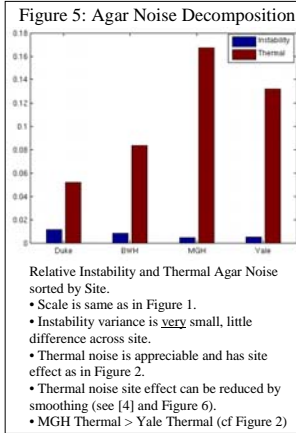 Figure 5: Agar Noise Decomposition
0.18
0.16
0.14
0.12
0.1
0.08
0.06
0.04
0.02
0
Instability
Thermal
Duke
BWH
MGH
Yale
Relative Instability and Thermal Agar Noise
sorted by Site.
• Scale is same as in Figure 1.
• Instability variance is very small, little
difference across site.
• Thermal noise is appreciable and has site
effect as in Figure 2.
• Thermal noise site effect can be reduced by
smoothing (see [4] and Figure 6).
• MGH Thermal > Yale Thermal (cf Figure 2)